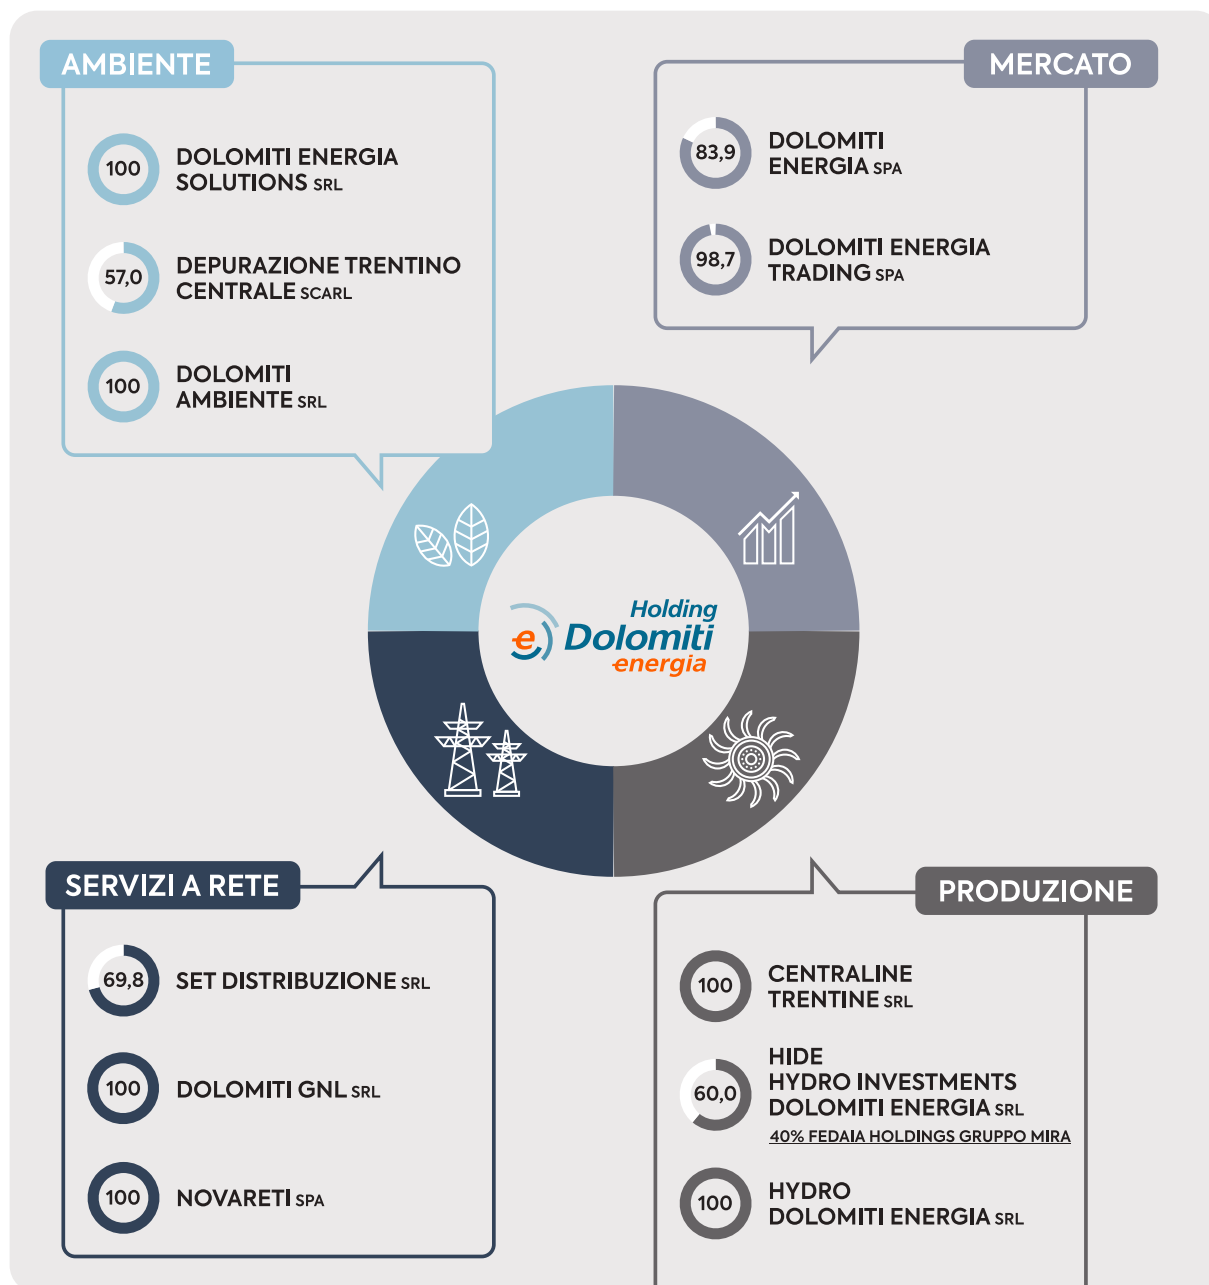 AMBIENTE
100
DOLOMITI ENERGIA
SOLUTIONS SRL
57,0
DEPURAZIONE TRENTINO
CENTRALE SCARL
100
DOLOMITI
AMBIENTE SRL
MERCATO
83,9
DOLOMITI
ENERGIA SPA
98,7
DOLOMITI ENERGIA
TRADING SPA
Holding
e Dolomiti
energia
SERVIZI A RETE
69,8
SET DISTRIBUZIONE SRL
100
DOLOMITI GNL SRL
100
NOVARETI SPA
PRODUZIONE
100
CENTRALINE
TRENTINE SRL
60,0
HIDE
HYDRO INVESTMENTS
DOLOMITI ENERGIA SRL
40% FEDAIA HOLDINGS GRUPPO MIRA
100
HYDRO
DOLOMITI ENERGIA SRL